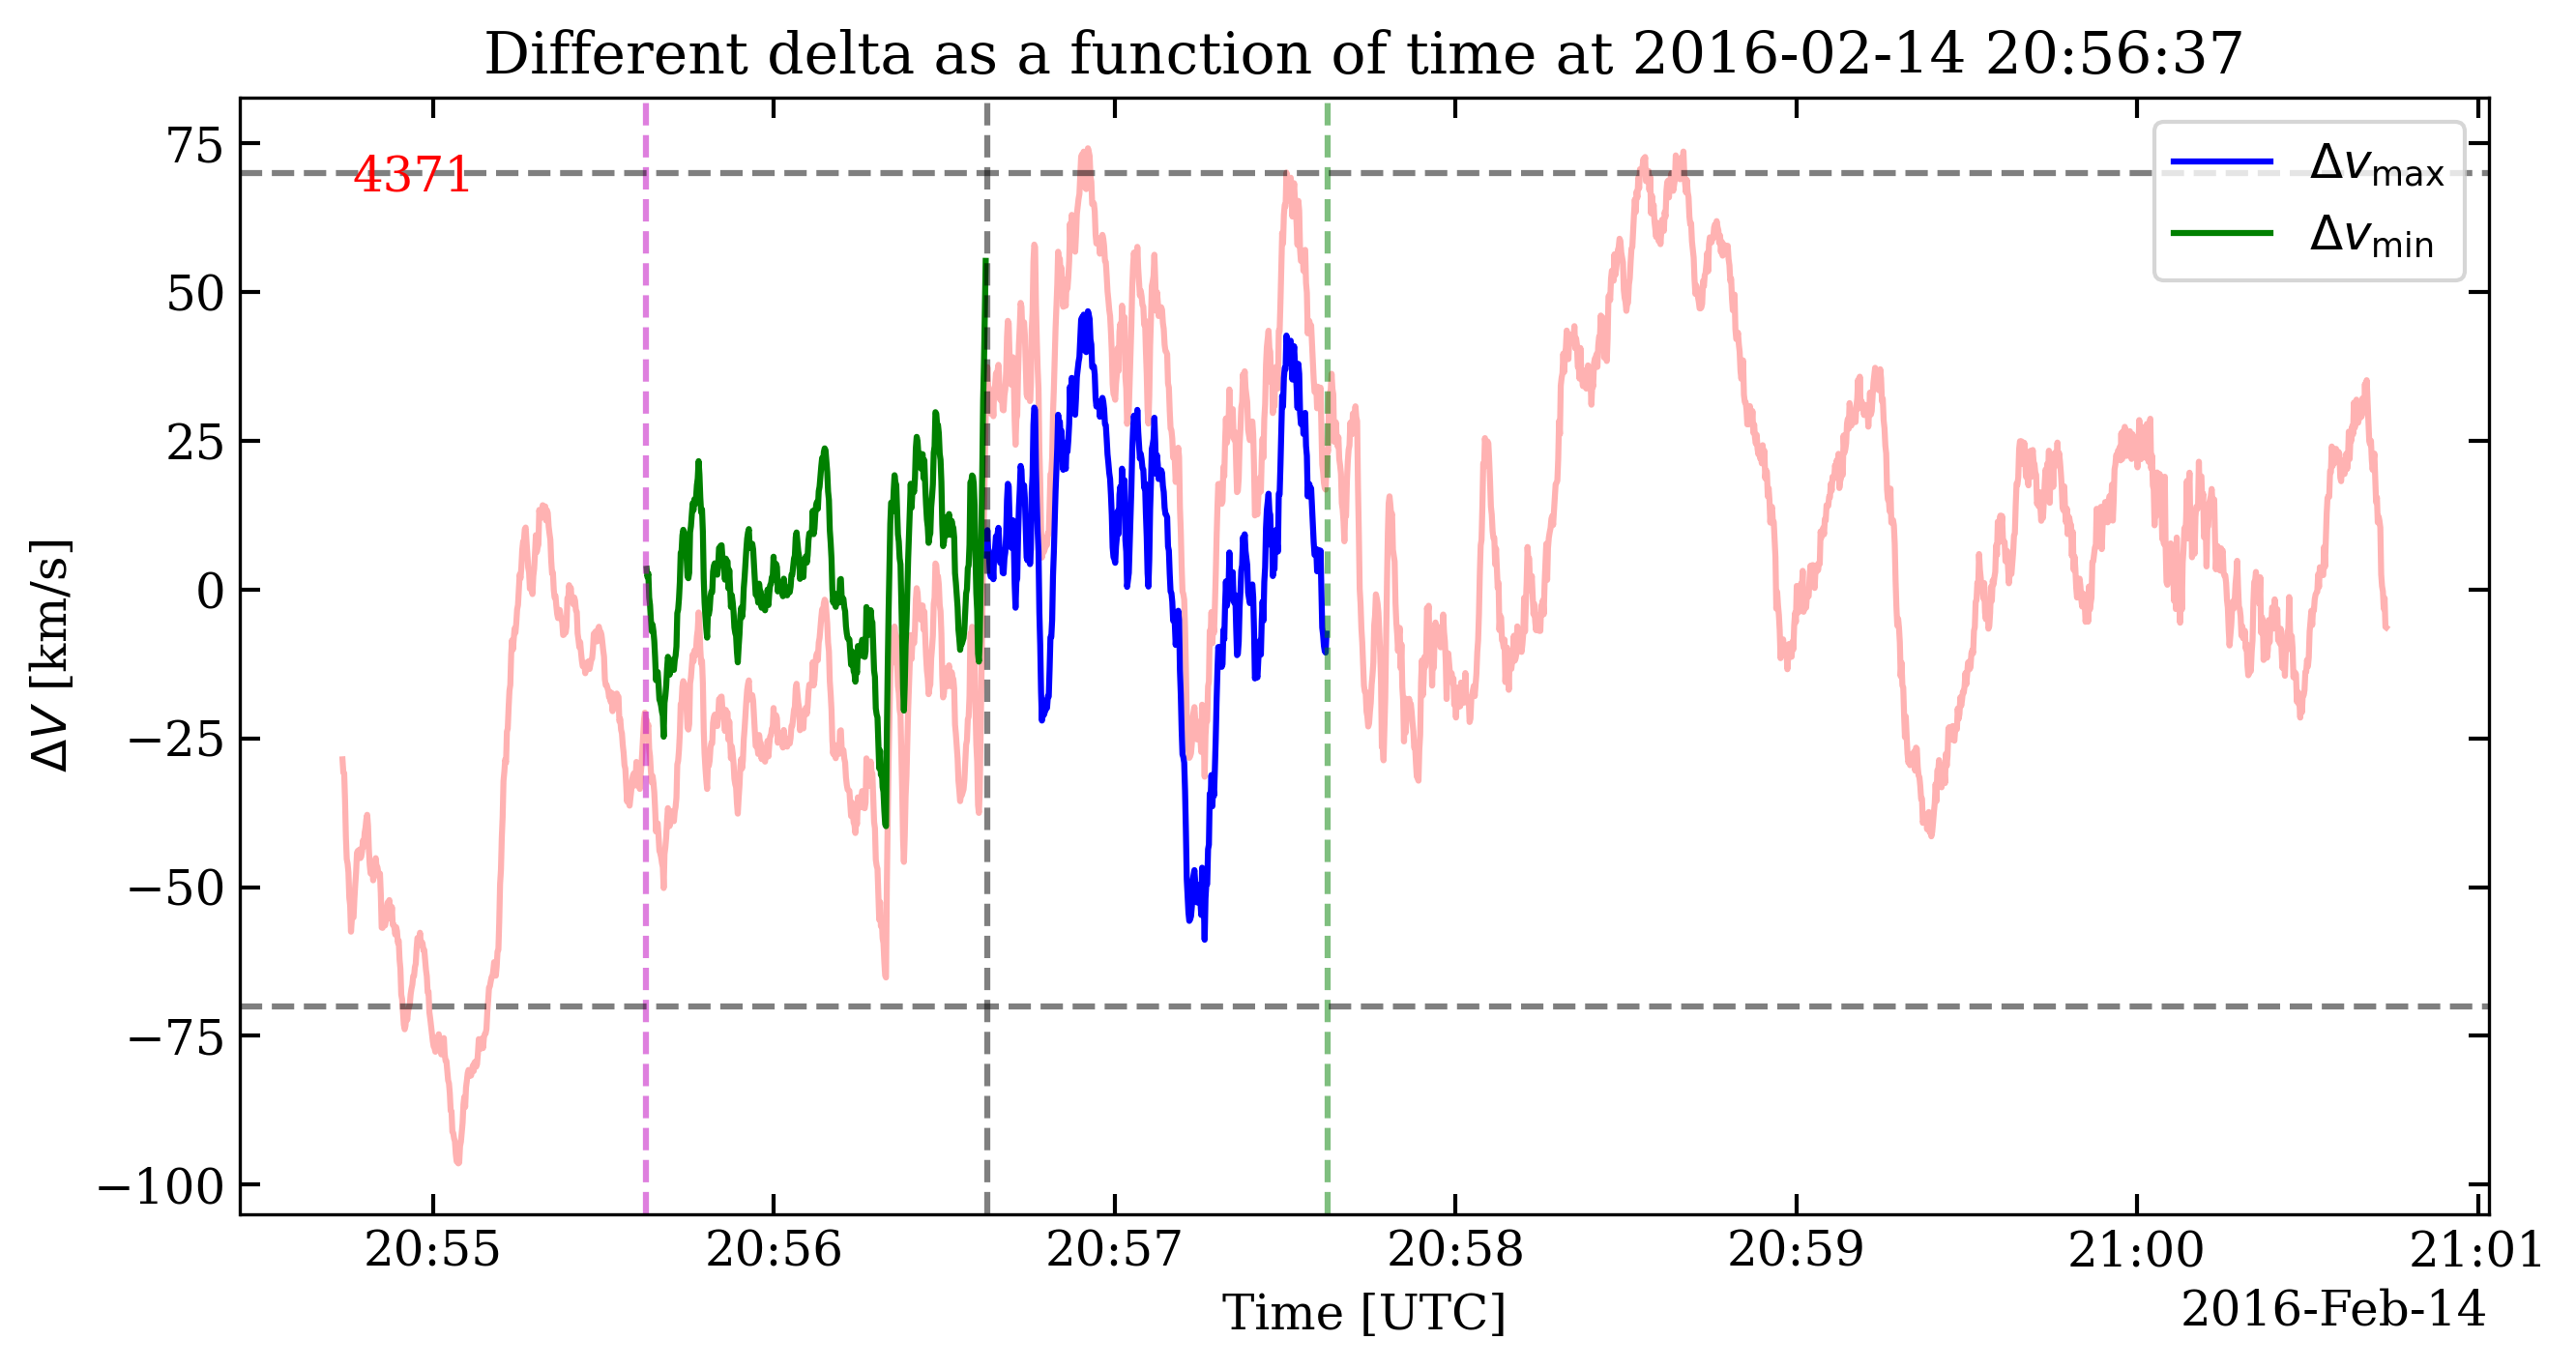 Different delta as a function of time at 2016-02-14 20:56:37
4371
Δv_max
Δv_min
ΔV [km/s]
75
50
25
0
−25
−50
−75
−100
20:55 20:56 20:57 20:58 20:59 21:00 21:01
Time [UTC]
2016-Feb-14